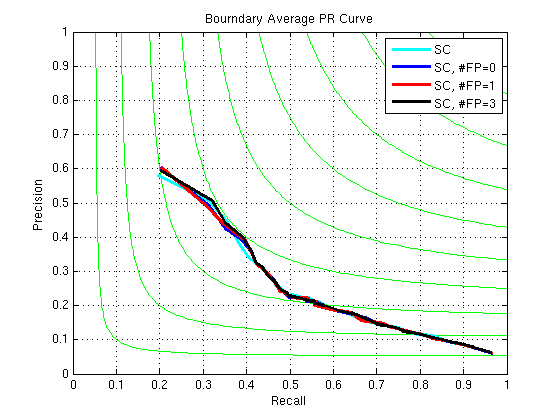 Bourndary Average PR Curve
SC
SC, #FP=0
SC, #FP=1
SC, #FP=3
1
0.9
0.8
0.7
0.6
0.5
0.4
0.3
0.2
0.1
0
Precision
0 0.1 0.2 0.3 0.4 0.5 0.6 0.7 0.8 0.9 1
Recall